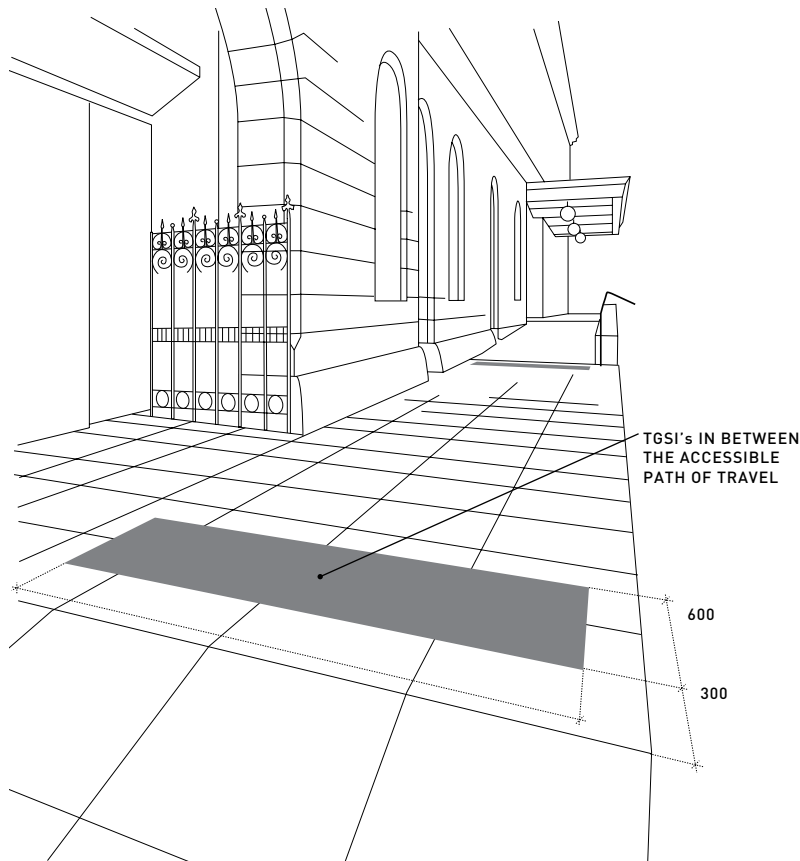 TGSI's IN BETWEEN
THE ACCESSIBLE
PATH OF TRAVEL
600
300